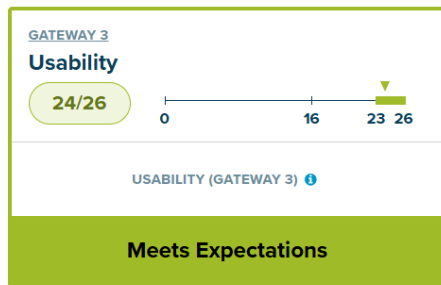 GATEWAY 3
Usability
24/26
0 16 23 26
USABILITY (GATEWAY 3) i
Meets Expectations